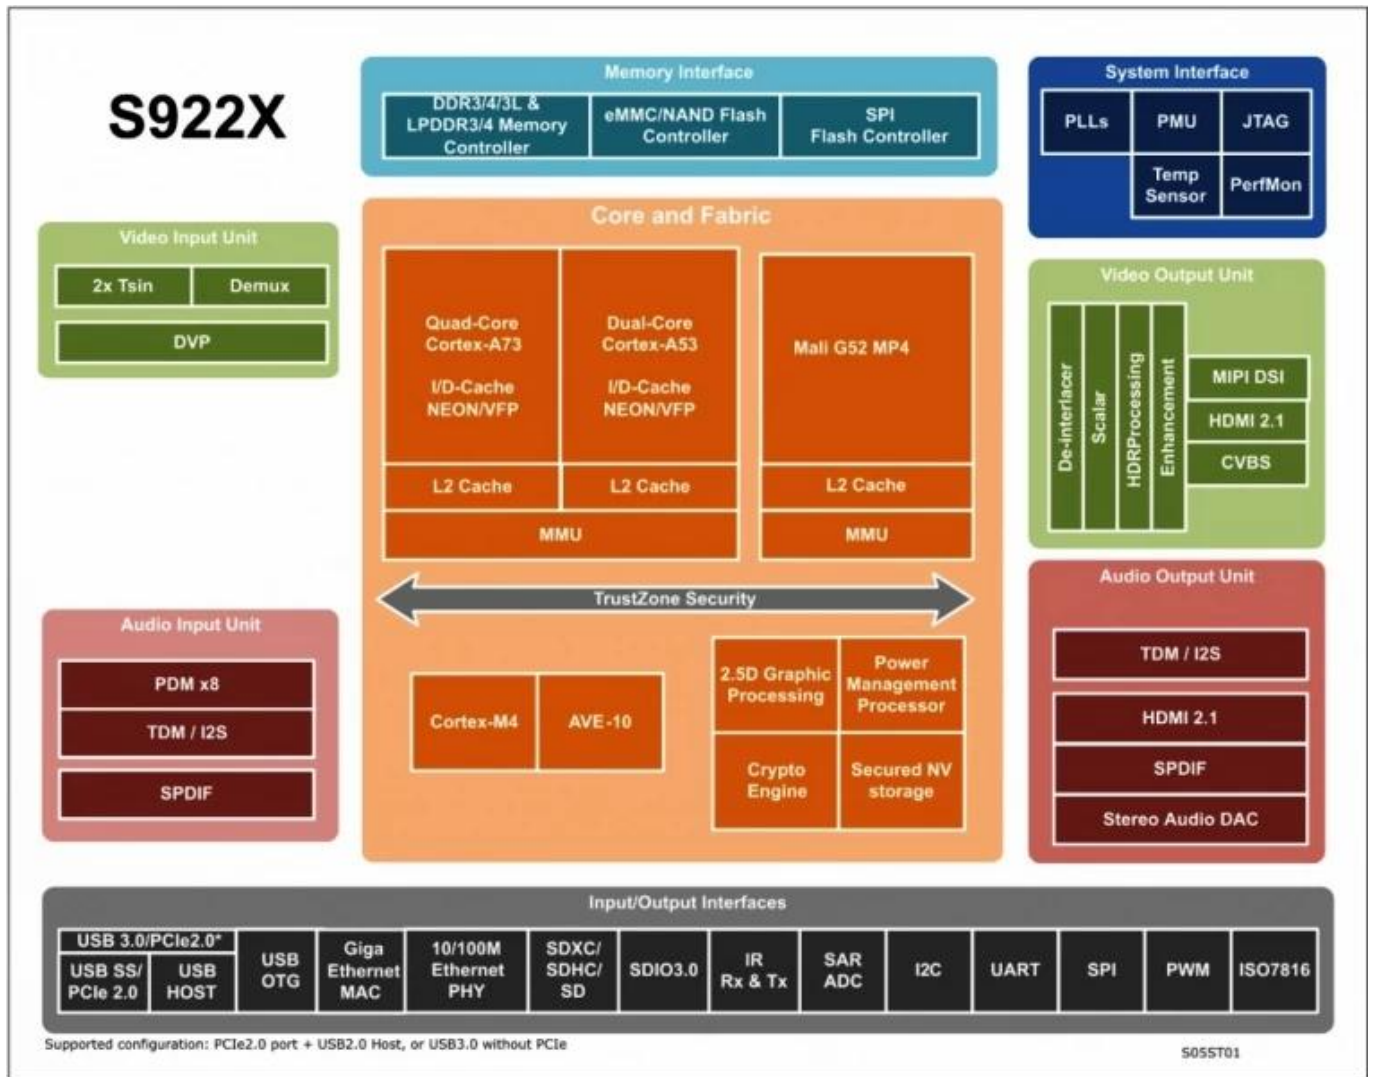 S922X
Memory Interface
DDR3/4/3L &
LPDDR3/4 Memory
Controller
eMMC/NAND Flash
Controller
SPI
Flash Controller
System Interface
PLLs
PMU
JTAG
Temp
Sensor
PerfMon
Video Input Unit
2x Tsin
Demux
DVP
Core and Fabric
Quad-Core
Cortex-A73
I/D-Cache
NEON/VFP
Dual-Core
Cortex-A53
I/D-Cache
NEON/VFP
Mali G52 MP4
L2 Cache
L2 Cache
L2 Cache
MMU
MMU
TrustZone Security
Cortex-M4
AVE-10
2.5D Graphic
Processing
Power
Management
Processor
Crypto
Engine
Secured NV
storage
Video Output Unit
De-interlacer
Scalar
HDRProcessing
Enhancement
MIPI DSI
HDMI 2.1
CVBS
Audio Input Unit
PDM x8
TDM / I2S
SPDIF
Audio Output Unit
TDM / I2S
HDMI 2.1
SPDIF
Stereo Audio DAC
Input/Output Interfaces
USB 3.0/PCIe2.0*
USB SS/
PCIe 2.0
USB
HOST
USB
OTG
Giga
Ethernet
MAC
10/100M
Ethernet
PHY
SDXC/
SDHC/
SD
SDIO3.0
IR
Rx & Tx
SAR
ADC
I2C
UART
SPI
PWM
ISO7816
Supported configuration: PCIe2.0 port + USB2.0 Host, or USB3.0 without PCIe
S05ST01